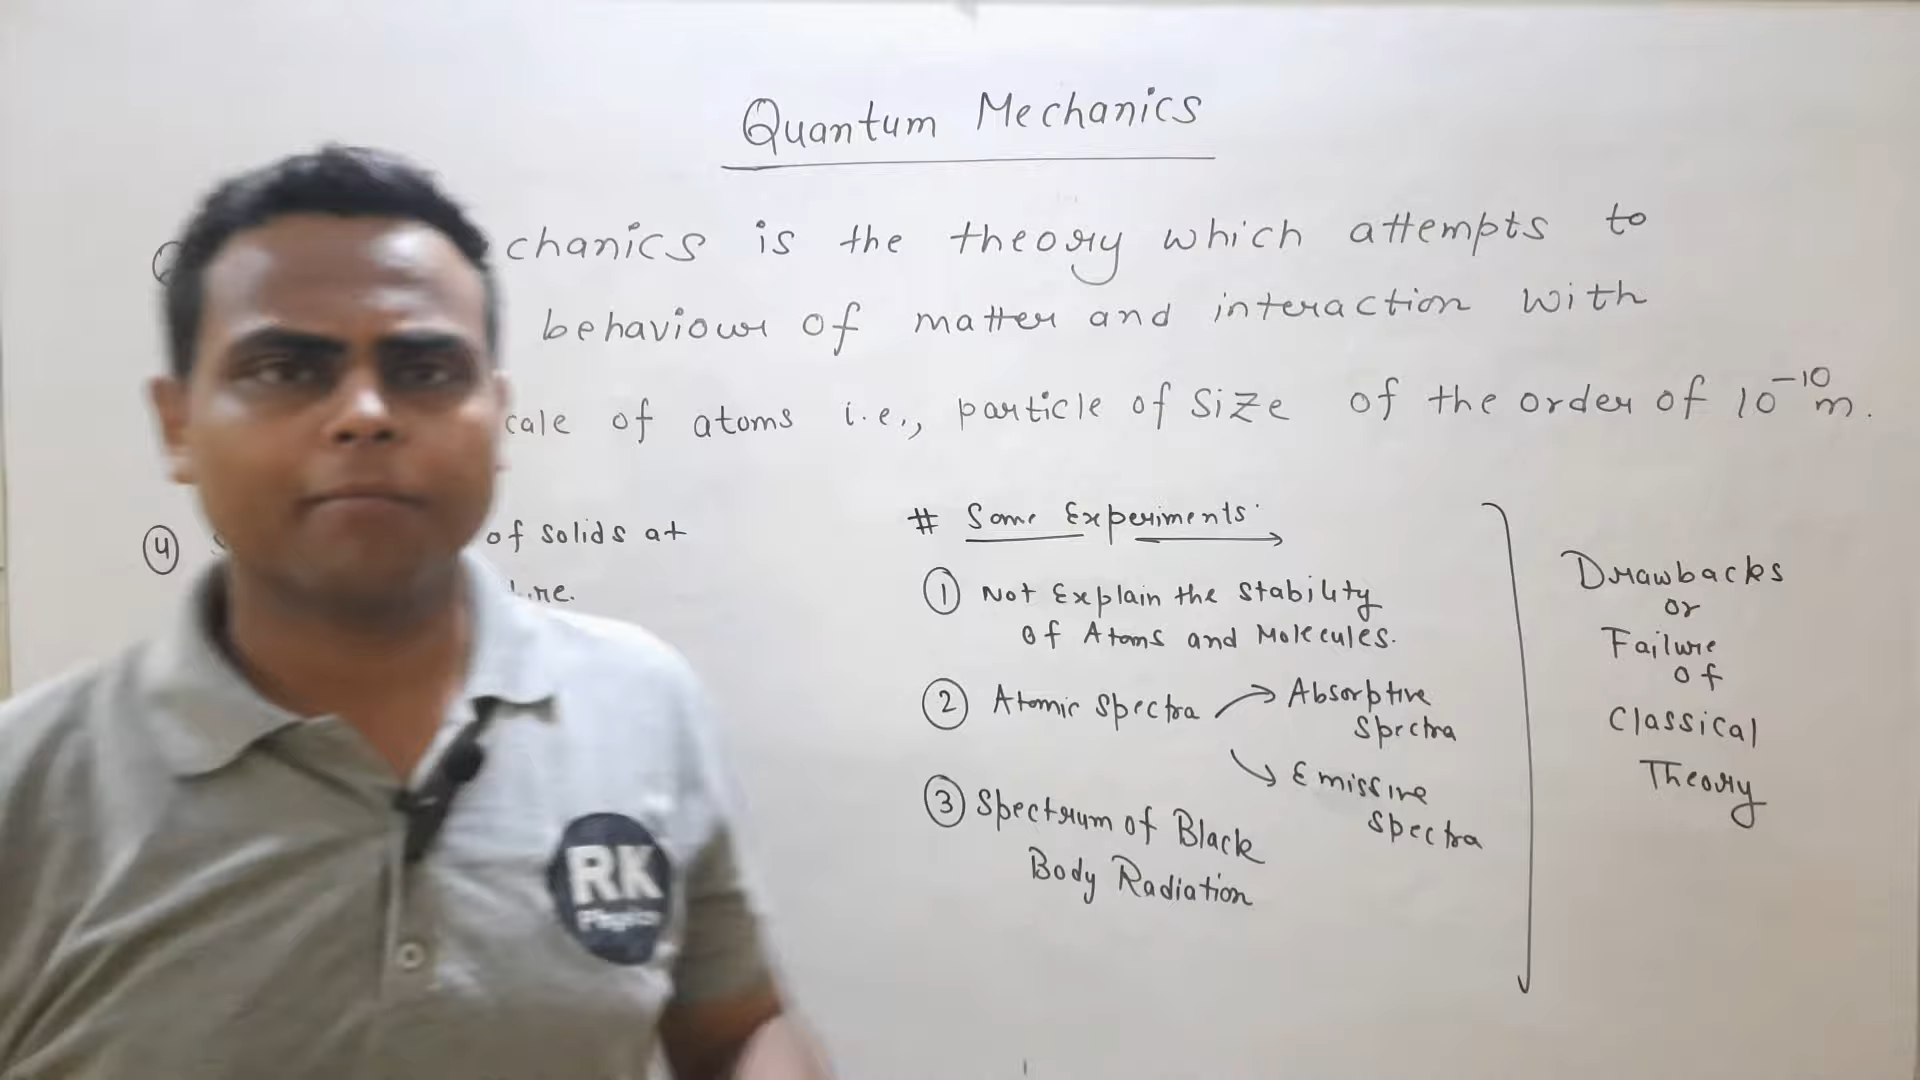 Quantum Mechanics
chanics is the theory which attempts to
behaviour of matter and interaction with
cale of atoms i.e., particle of Size of the order of 10⁻¹⁰ m.
④ of Solids at
# Some Experiments
① Not Explain the Stability
of Atoms and Molecules.
② Atomic Spectra → Absorptive
Spectra
↘ Emissive
Spectra
③ Spectrum of Black
Body Radiation
Drawbacks
or
Failure
of
Classical
Theory
RK
Physics